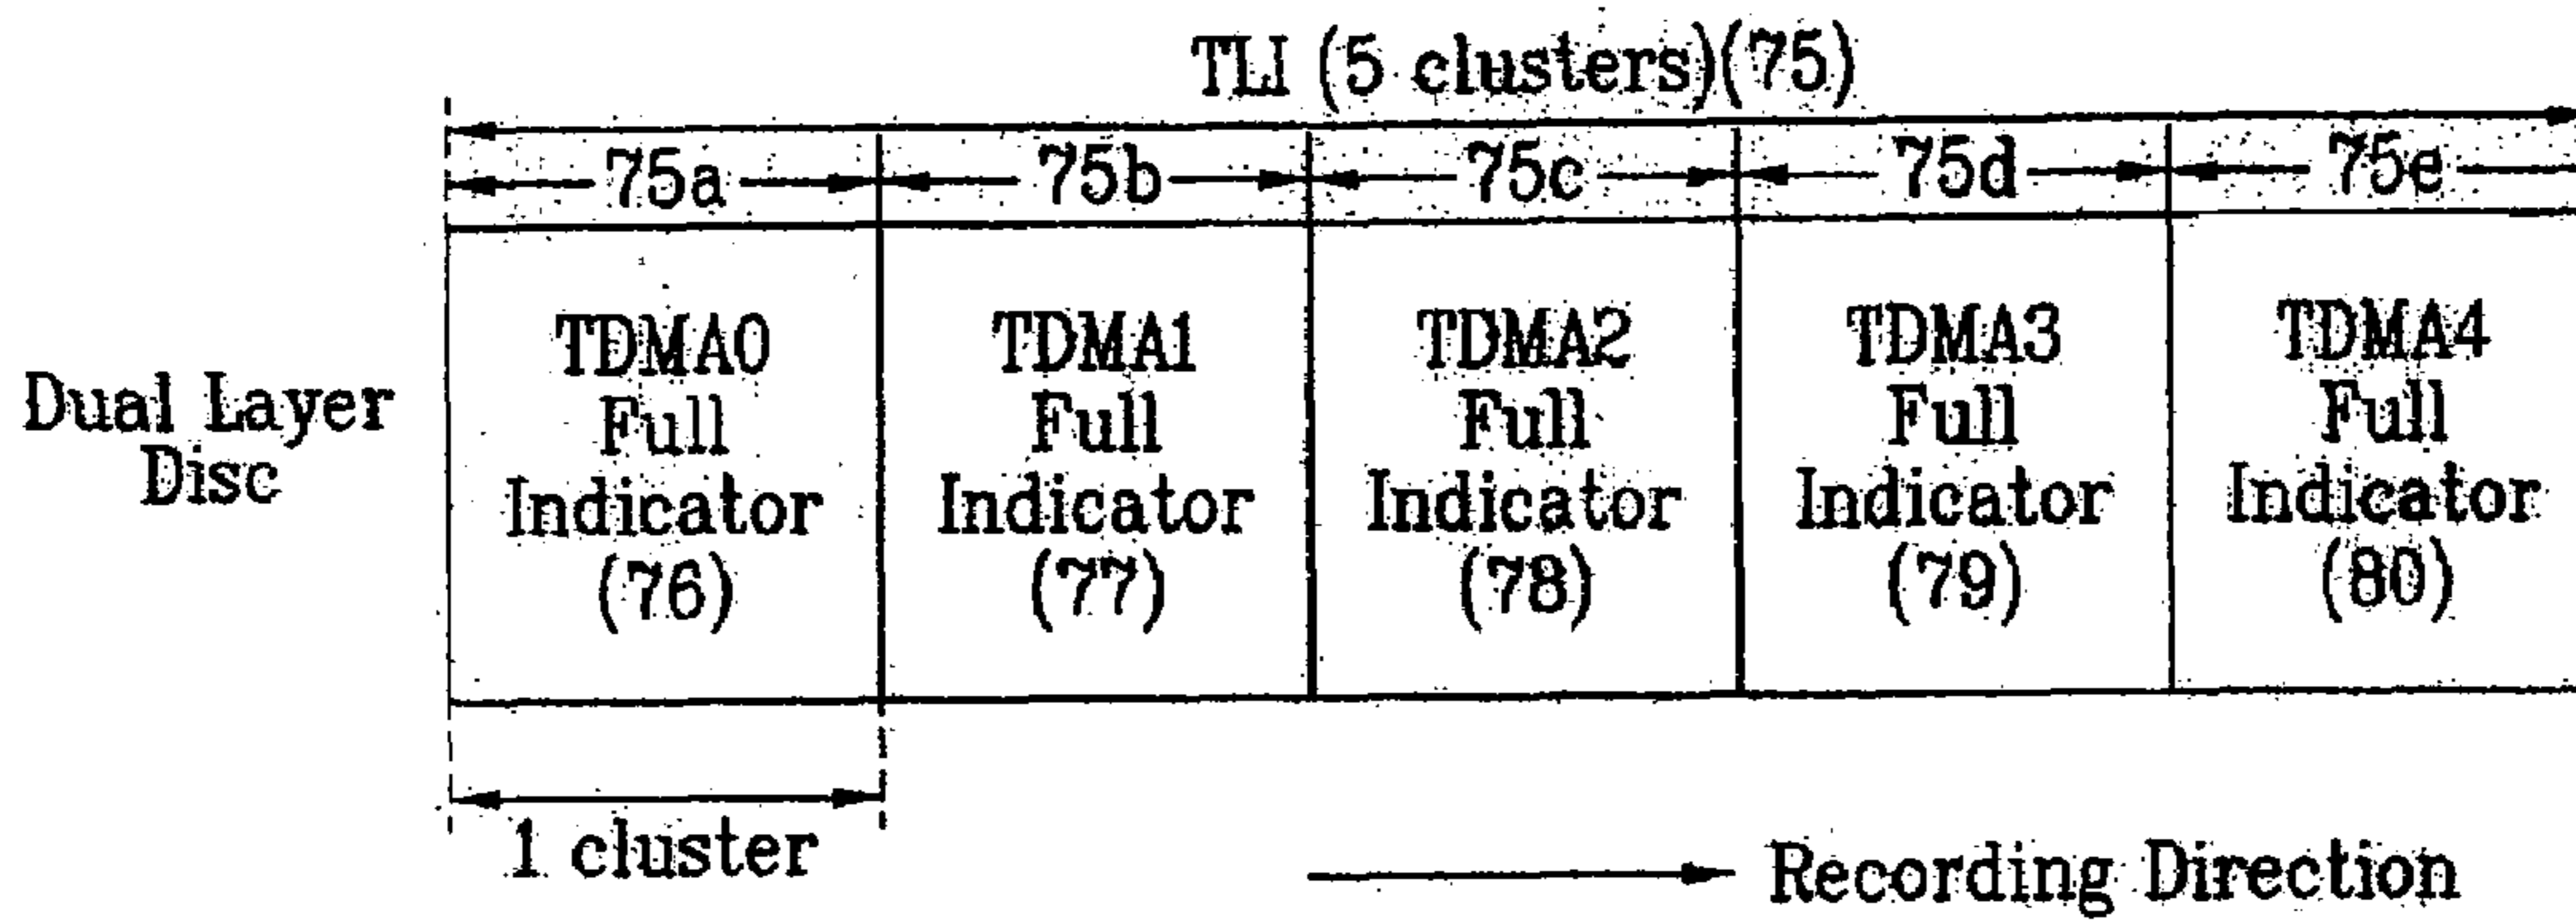 TLI (5 clusters)(75)
75a 75b 75c 75d 75e
Dual Layer
Disc
TDMA0
Full
Indicator
(76)
TDMA1
Full
Indicator
(77)
TDMA2
Full
Indicator
(78)
TDMA3
Full
Indicator
(79)
TDMA4
Full
Indicator
(80)
1 cluster
Recording Direction